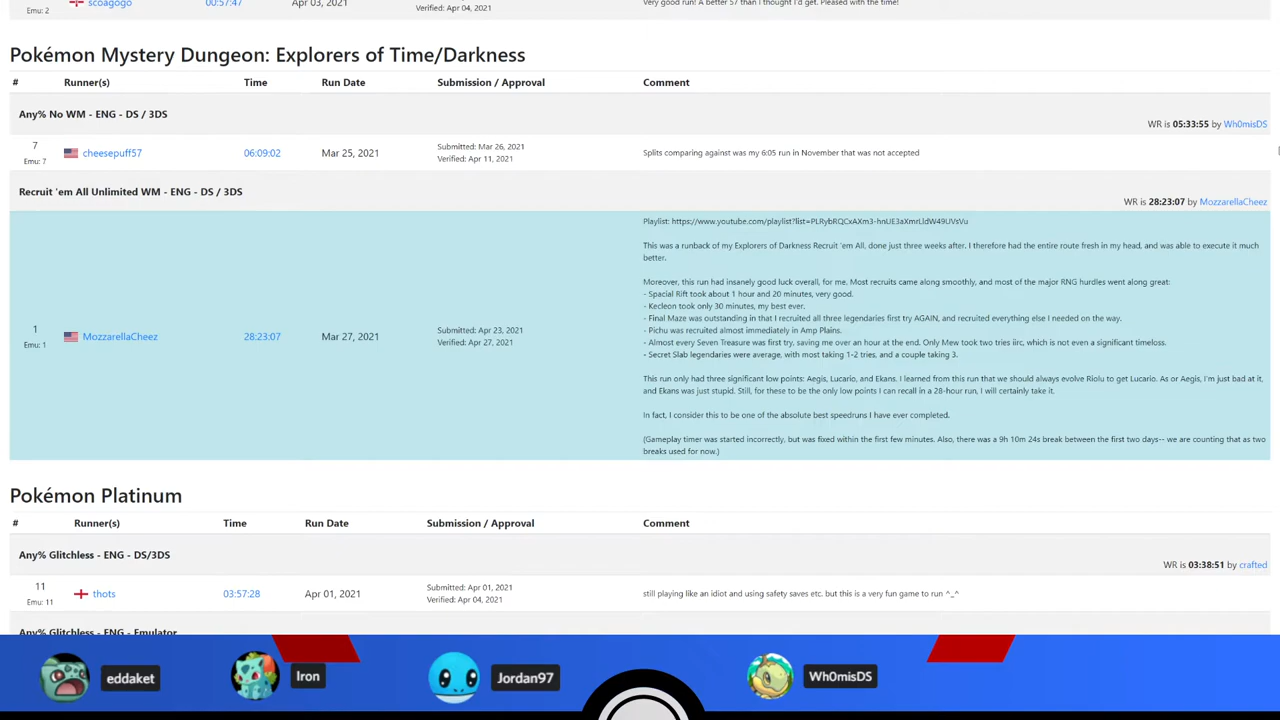 Emu: 2 scoagogo 00:57:47 Apr 03, 2021 Verified: Apr 04, 2021 Very good run! A better 57 than I thought I'd get. Pleased with the time!
Pokémon Mystery Dungeon: Explorers of Time/Darkness
# Runner(s) Time Run Date Submission / Approval Comment
Any% No WM - ENG - DS / 3DS
WR is 05:33:55 by Wh0misDS
7
Emu: 7
cheesepuff57 06:09:02 Mar 25, 2021
Submitted: Mar 26, 2021
Verified: Apr 11, 2021
Splits comparing against was my 6:05 run in November that was not accepted
Recruit 'em All Unlimited WM - ENG - DS / 3DS
WR is 28:23:07 by MozzarellaCheez
1
Emu: 1
MozzarellaCheez 28:23:07 Mar 27, 2021
Submitted: Apr 23, 2021
Verified: Apr 27, 2021
Playlist: https://www.youtube.com/playlist?list=
This was a runback of my Explorers of Darkness Recruit 'em All, done just three weeks after. I therefore had the entire route fresh in my head, and was able to execute it much
better.
Moreover, this run had insanely good luck overall, for me. Most recruits came along smoothly, and most of the major RNG hurdles went along great:
- Spacial Rift took about 1 hour and 20 minutes, very good.
- Kecleon took only 30 minutes, my best ever.
- Final Maze was outstanding in that I recruited all three legendaries first try AGAIN, and recruited everything else I needed on the way.
- Pichu was recruited almost immediately in Amp Plains.
- Almost every Seven Treasure was first try, saving me over an hour at the end. Only Mew took two tries iirc, which is not even a significant timeloss.
- Secret Slab legendaries were average, with most taking 1-2 tries, and a couple taking 3.
This run only had three significant low points: Aegis, Lucario, and Ekans. I learned from this run that we should always evolve Riolu to get Lucario. As or Aegis, I'm just bad at it,
and Ekans was just stupid. Still, for these to be the only low points I can recall in a 28-hour run, I will certainly take it.
In fact, I consider this to be one of the absolute best speedruns I have ever completed.
(Gameplay timer was started incorrectly, but was fixed within the first few minutes. Also, there was a 9h 10m 24s break between the first two days-- we are counting that as two
breaks used for now.)
Pokémon Platinum
# Runner(s) Time Run Date Submission / Approval Comment
Any% Glitchless - ENG - DS/3DS
WR is 03:38:51 by crafted
11
Emu: 11
thots 03:57:28 Apr 01, 2021
Submitted: Apr 01, 2021
Verified: Apr 04, 2021
still playing like an idiot and using safety saves etc. but this is a very fun game to run ^_^
Any% Glitchless - ENG - Emulator
eddaket Iron Jordan97 Wh0misDS